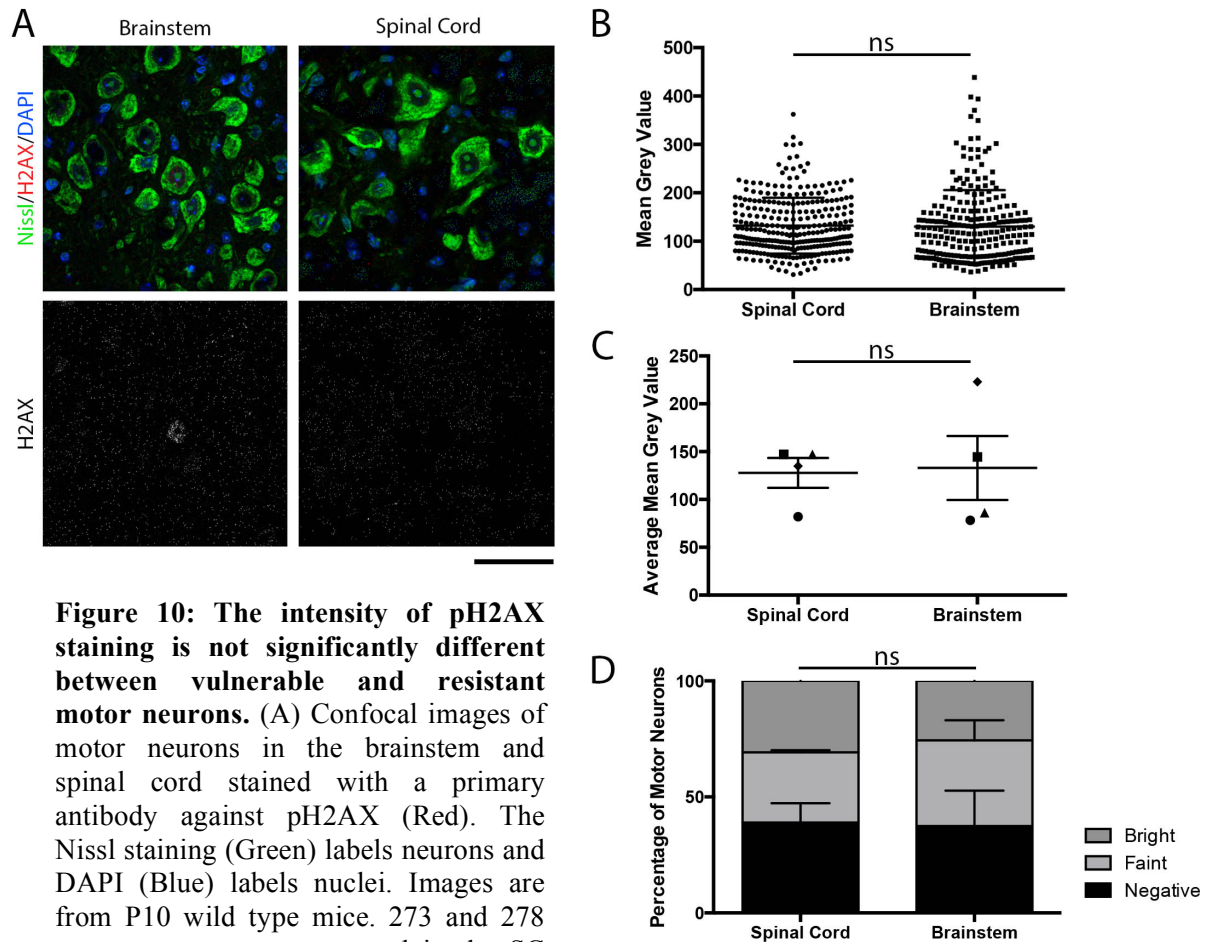 A
Brainstem
Spinal Cord
Nissl/H2AX/DAPI
H2AX
Figure 10: The intensity of pH2AX
staining is not significantly different
between vulnerable and resistant
motor neurons. (A) Confocal images of
motor neurons in the brainstem and
spinal cord stained with a primary
antibody against pH2AX (Red). The
Nissl staining (Green) labels neurons and
DAPI (Blue) labels nuclei. Images are
from P10 wild type mice. 273 and 278
B
ns
Mean Grey Value
500
400
300
200
100
0
Spinal Cord
Brainstem
C
ns
Average Mean Grey Value
250
200
150
100
50
0
Spinal Cord
Brainstem
D
ns
Percentage of Motor Neurons
100
50
0
Spinal Cord
Brainstem
Bright
Faint
Negative